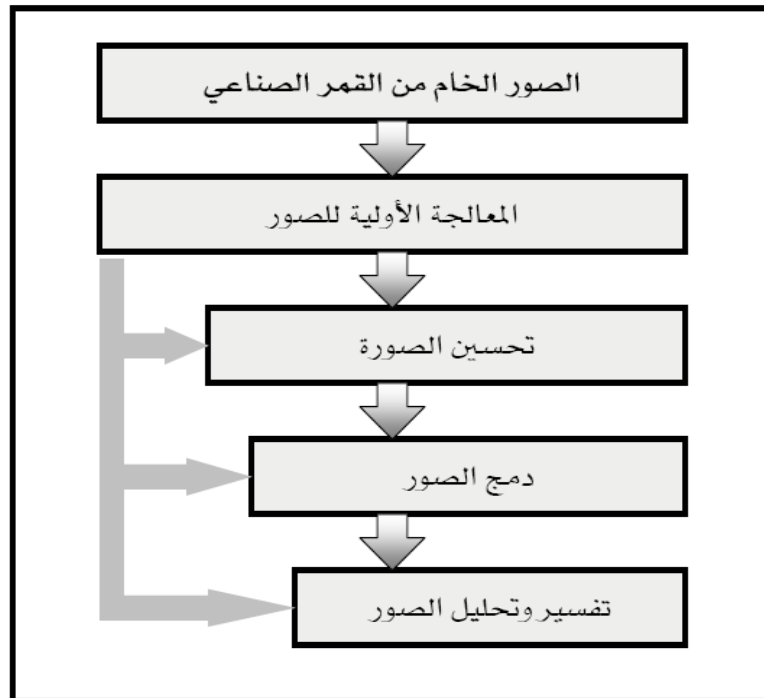 الصور الخام من القمر الصناعي
المعالجة الأولية للصور
تحسين الصورة
دمج الصور
تفسير وتحليل الصور